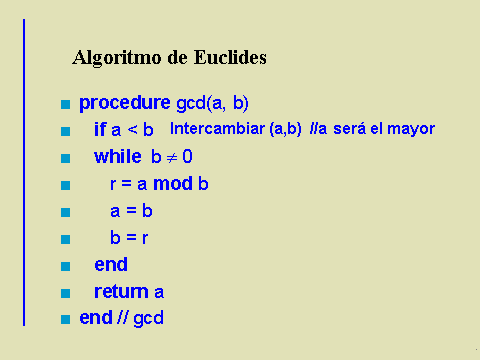 Algoritmo de Euclides
procedure gcd(a, b)
if a < b Intercambiar (a,b) //a será el mayor
while b ≠ 0
r = a mod b
a = b
b = r
end
return a
end // gcd